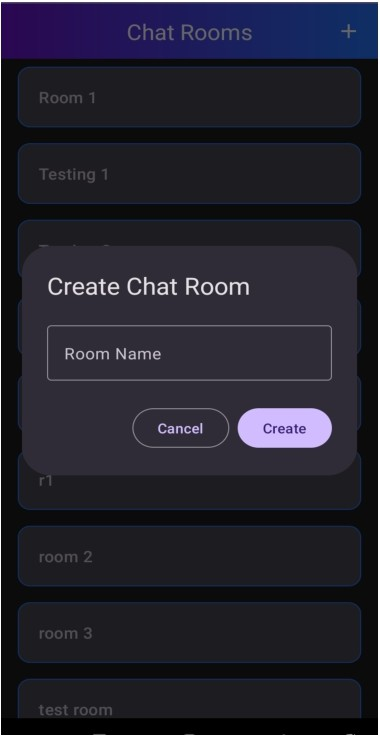 Chat Rooms +
Room 1
Testing 1
Create Chat Room
Room Name
Cancel Create
r1
room 2
room 3
test room